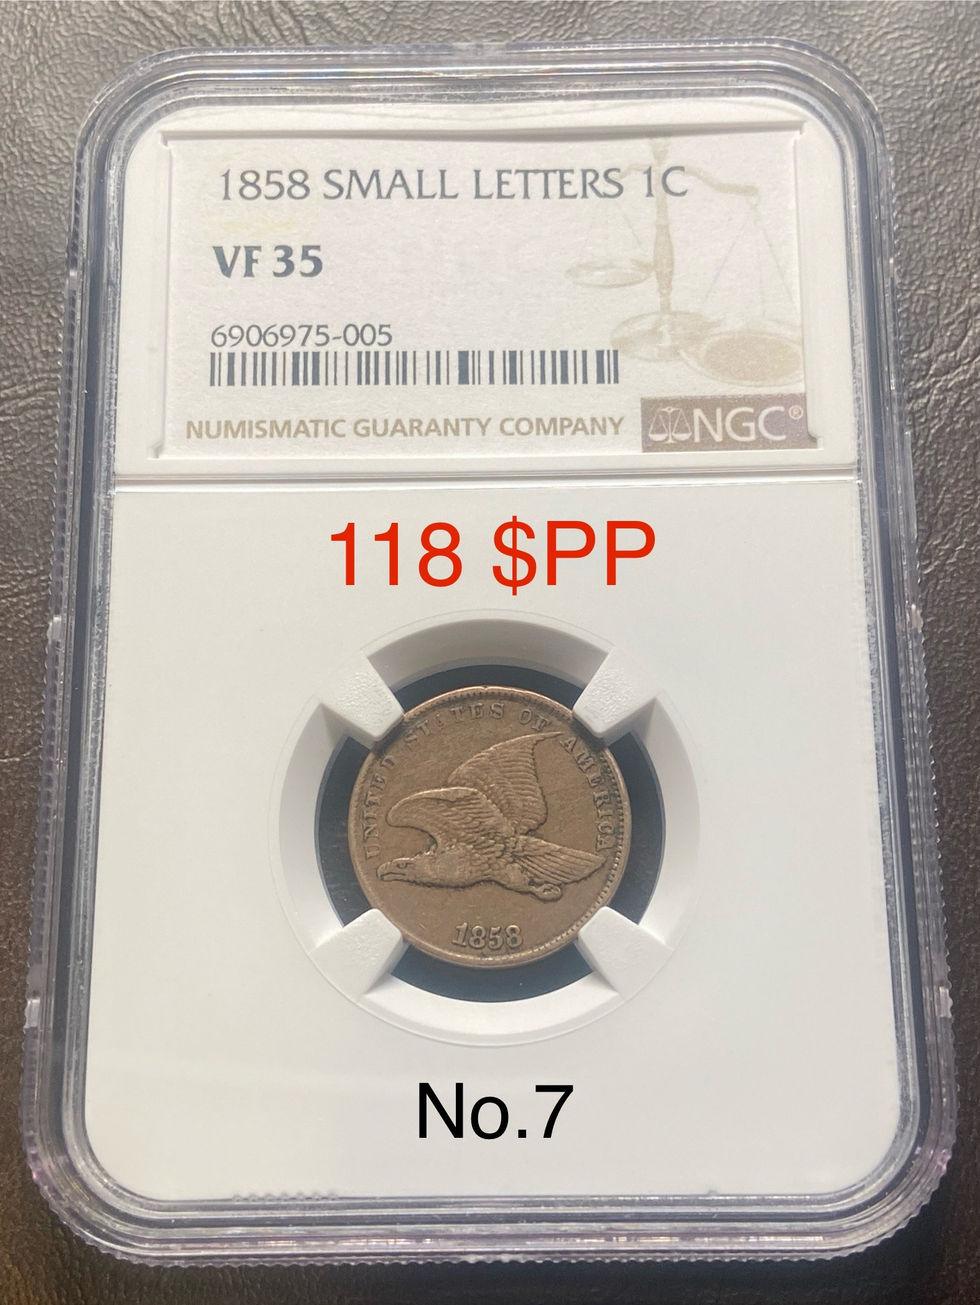 1858 SMALL LETTERS 1C
VF 35
6906975-005
NUMISMATIC GUARANTY COMPANY
NGC®
118 $PP
UNITED STATES OF AMERICA
1858
No.7